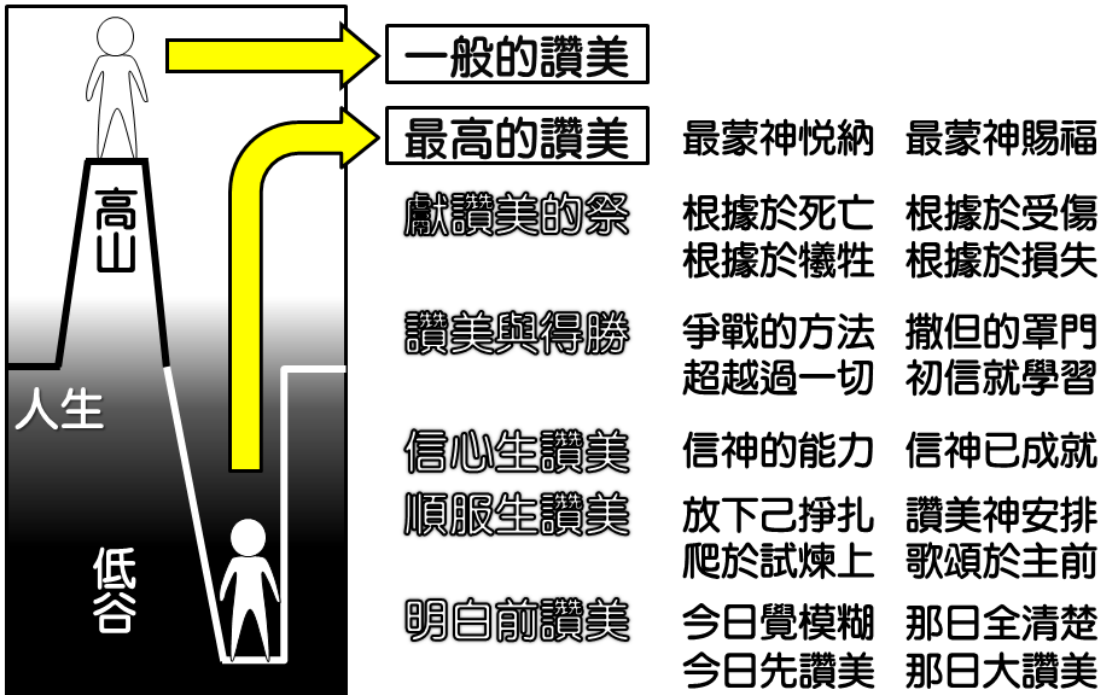 一般的讚美
最高的讚美 最蒙神悦納 最蒙神賜福
高山
獻讚美的祭 根據於死亡 根據於受傷
根據於犧牲 根據於損失
讚美與得勝 爭戰的方法 撒但的罩門
超越過一切 初信就學習
人生
信心生讚美 信神的能力 信神已成就
順服生讚美 放下己掙扎 讚美神安排
爬於試煉上 歌頌於主前
低谷
明白前讚美 今日覺模糊 那日全清楚
今日先讚美 那日大讚美